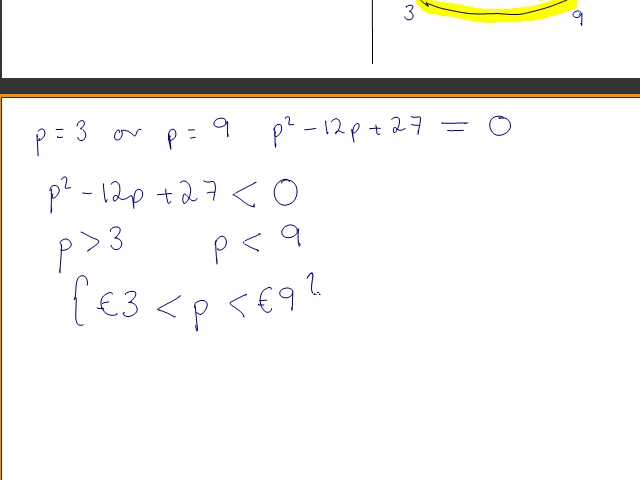 3 9
p = 3 or p = 9 p² - 12p + 27 = 0
p² - 12p + 27 < 0
p > 3 p < 9
{ €3 < p < €9